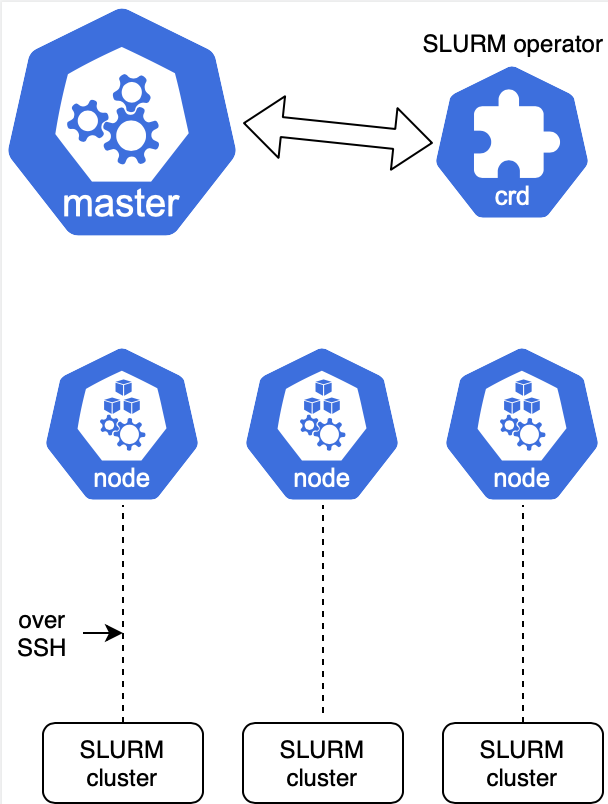 SLURM operator
master
crd
node
node
node
over
SSH
SLURM
cluster
SLURM
cluster
SLURM
cluster